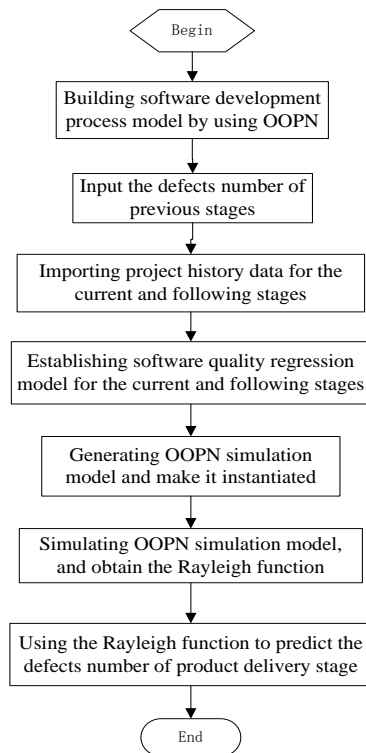 Begin
Building software development
process model by using OOPN
Input the defects number of
previous stages
Importing project history data for the
current and following stages
Establishing software quality regression
model for the current and following stages
Generating OOPN simulation
model and make it instantiated
Simulating OOPN simulation model,
and obtain the Rayleigh function
Using the Rayleigh function to predict the
defects number of product delivery stage
End